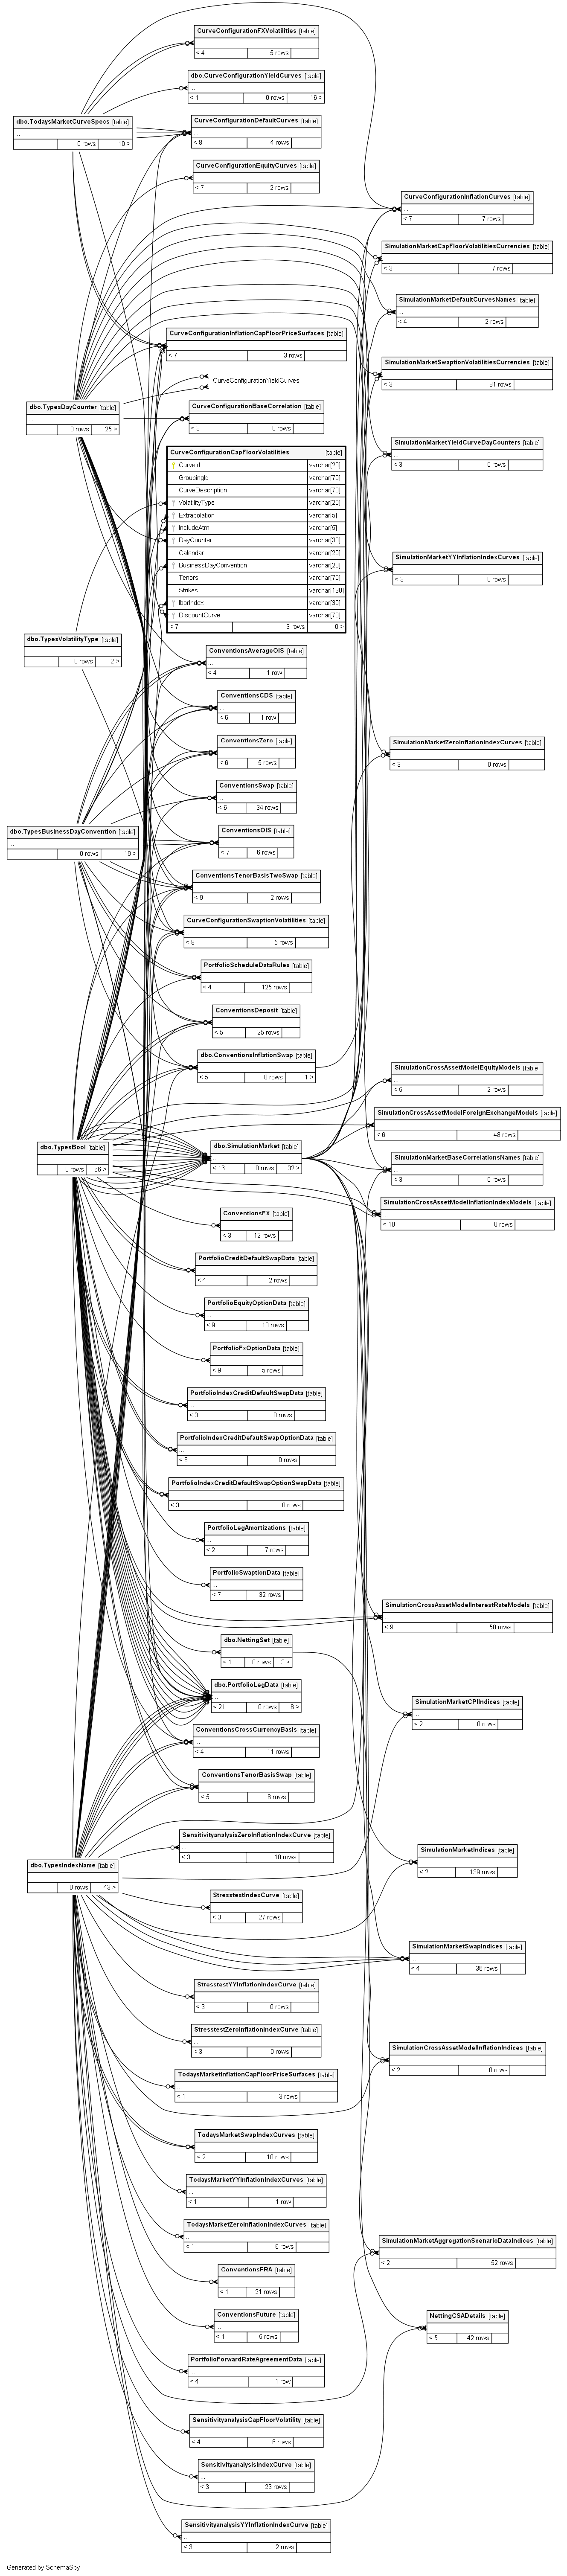 CurveConfigurationFXVolatilities [table]
...
< 4 5 rows
dbo.CurveConfigurationYieldCurves [table]
...
< 1 0 rows 16 >
dbo.TodaysMarketCurveSpecs [table]
...
0 rows 10 >
CurveConfigurationDefaultCurves [table]
...
< 8 4 rows
CurveConfigurationEquityCurves [table]
...
< 7 2 rows
CurveConfigurationInflationCurves [table]
...
< 7 7 rows
SimulationMarketCapFloorVolatilitiesCurrencies [table]
...
< 3 7 rows
SimulationMarketDefaultCurvesNames [table]
...
< 4 2 rows
CurveConfigurationInflationCapFloorPriceSurfaces [table]
...
< 7 3 rows
SimulationMarketSwaptionVolatilitiesCurrencies [table]
...
< 3 81 rows
CurveConfigurationYieldCurves
dbo.TypesDayCounter [table]
...
0 rows 25 >
CurveConfigurationBaseCorrelation [table]
...
< 3 0 rows
SimulationMarketYieldCurveDayCounters [table]
...
< 3 0 rows
CurveConfigurationCapFloorVolatilities [table]
CurveId varchar[20]
GroupingId varchar[70]
CurveDescription varchar[70]
VolatilityType varchar[20]
Extrapolation varchar[5]
IncludeAtm varchar[5]
DayCounter varchar[30]
Calendar varchar[20]
BusinessDayConvention varchar[20]
Tenors varchar[70]
Strikes varchar[130]
IborIndex varchar[30]
DiscountCurve varchar[70]
< 7 3 rows 0 >
SimulationMarketYYInflationIndexCurves [table]
...
< 3 0 rows
dbo.TypesVolatilityType [table]
...
0 rows 2 >
ConventionsAverageOIS [table]
...
< 4 1 row
ConventionsCDS [table]
...
< 6 1 row
ConventionsZero [table]
...
< 6 5 rows
SimulationMarketZeroInflationIndexCurves [table]
...
< 3 0 rows
ConventionsSwap [table]
...
< 6 34 rows
dbo.TypesBusinessDayConvention [table]
...
0 rows 19 >
ConventionsOIS [table]
...
< 7 6 rows
ConventionsTenorBasisTwoSwap [table]
...
< 9 2 rows
CurveConfigurationSwaptionVolatilities [table]
...
< 8 5 rows
PortfolioScheduleDataRules [table]
...
< 4 125 rows
ConventionsDeposit [table]
...
< 5 25 rows
dbo.ConventionsInflationSwap [table]
...
< 5 0 rows 1 >
SimulationCrossAssetModelEquityModels [table]
...
< 5 2 rows
SimulationCrossAssetModelForeignExchangeModels [table]
...
< 6 48 rows
dbo.TypesBool [table]
...
0 rows 66 >
dbo.SimulationMarket [table]
...
< 16 0 rows 32 >
SimulationMarketBaseCorrelationsNames [table]
...
< 3 0 rows
SimulationCrossAssetModelInflationIndexModels [table]
...
< 10 0 rows
ConventionsFX [table]
...
< 3 12 rows
PortfolioCreditDefaultSwapData [table]
...
< 4 2 rows
PortfolioEquityOptionData [table]
...
< 9 10 rows
PortfolioFxOptionData [table]
...
< 9 5 rows
PortfolioIndexCreditDefaultSwapData [table]
...
< 3 0 rows
PortfolioIndexCreditDefaultSwapOptionData [table]
...
< 8 0 rows
PortfolioIndexCreditDefaultSwapOptionSwapData [table]
...
< 3 0 rows
PortfolioLegAmortizations [table]
...
< 2 7 rows
PortfolioSwaptionData [table]
...
< 7 32 rows
SimulationCrossAssetModelInterestRateModels [table]
...
< 9 50 rows
dbo.NettingSet [table]
...
< 1 0 rows 3 >
dbo.PortfolioLegData [table]
...
< 21 0 rows 6 >
SimulationMarketCPIIndices [table]
...
< 2 0 rows
ConventionsCrossCurrencyBasis [table]
...
< 4 11 rows
ConventionsTenorBasisSwap [table]
...
< 5 6 rows
SensitivityanalysisZeroInflationIndexCurve [table]
...
< 3 10 rows
SimulationMarketIndices [table]
...
< 2 139 rows
dbo.TypesIndexName [table]
...
0 rows 43 >
StresstestIndexCurve [table]
...
< 3 27 rows
SimulationMarketSwapIndices [table]
...
< 4 36 rows
StresstestYYInflationIndexCurve [table]
...
< 3 0 rows
StresstestZeroInflationIndexCurve [table]
...
< 3 0 rows
SimulationCrossAssetModelInflationIndices [table]
...
< 2 0 rows
TodaysMarketInflationCapFloorPriceSurfaces [table]
...
< 1 3 rows
TodaysMarketSwapIndexCurves [table]
...
< 2 10 rows
TodaysMarketYYInflationIndexCurves [table]
...
< 1 1 row
TodaysMarketZeroInflationIndexCurves [table]
...
< 1 6 rows
SimulationMarketAggregationScenarioDataIndices [table]
...
< 2 52 rows
ConventionsFRA [table]
...
< 1 21 rows
ConventionsFuture [table]
...
< 1 5 rows
NettingCSADetails [table]
...
< 5 42 rows
PortfolioForwardRateAgreementData [table]
...
< 4 1 row
SensitivityanalysisCapFloorVolatility [table]
...
< 4 6 rows
SensitivityanalysisIndexCurve [table]
...
< 3 23 rows
SensitivityanalysisYYInflationIndexCurve [table]
...
< 3 2 rows
Generated by SchemaSpy